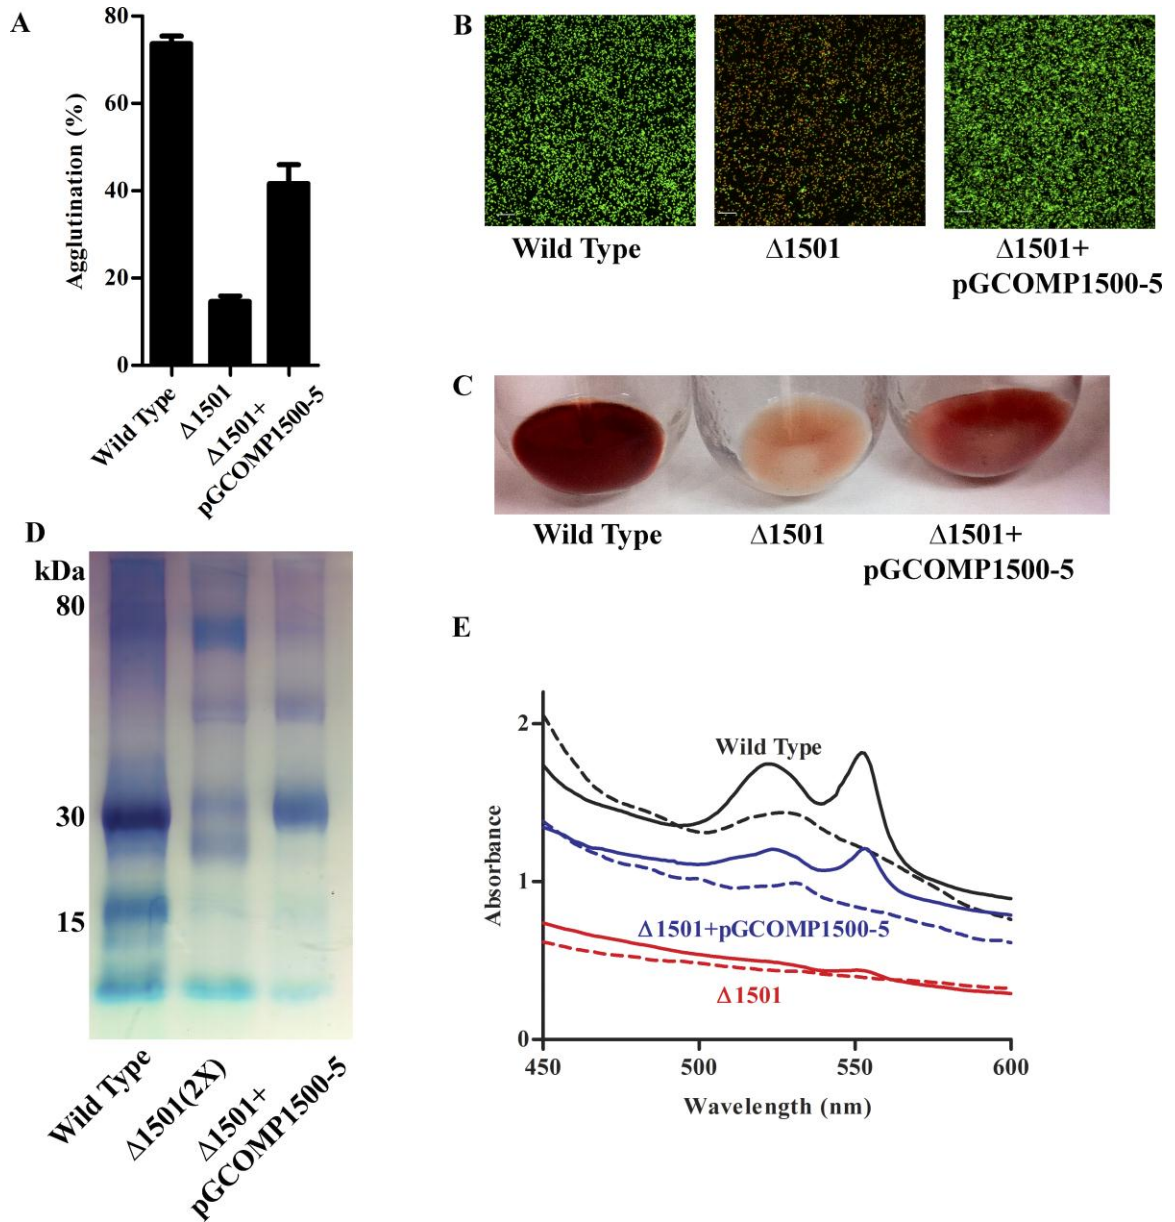 A
80
60
40
20
0
Agglutination (%)
Wild Type
Δ1501
Δ1501+
pGCOMP1500-5
B
Wild Type
Δ1501
Δ1501+
pGCOMP1500-5
C
Wild Type
Δ1501
Δ1501+
pGCOMP1500-5
D
kDa
80
30
15
Wild Type
Δ1501(2X)
Δ1501+
pGCOMP1500-5
E
2
1
0
Absorbance
Wild Type
Δ1501+pGCOMP1500-5
Δ1501
450
500
550
600
Wavelength (nm)